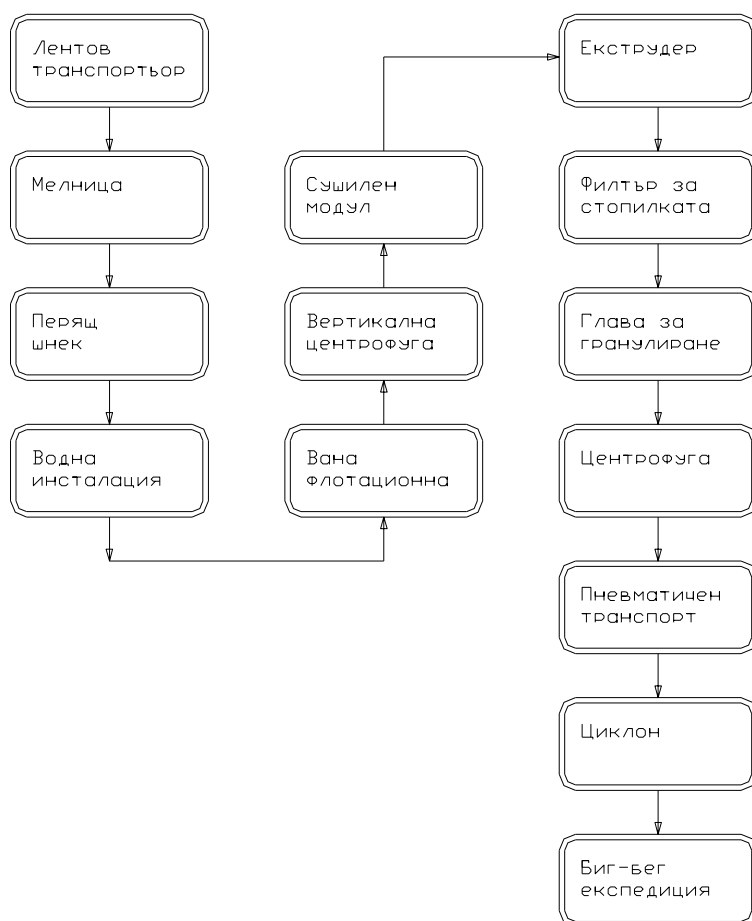 Лентов
транспортьор
Мелница
Перящ
шнек
Водна
инсталация
Вана
флотационна
Вертикална
центрофуга
Сушилен
модул
Екструдер
Филтър за
стопилката
Глава за
гранулиране
Центрофуга
Пневматичен
транспорт
Циклон
Биг-бег
експедиция